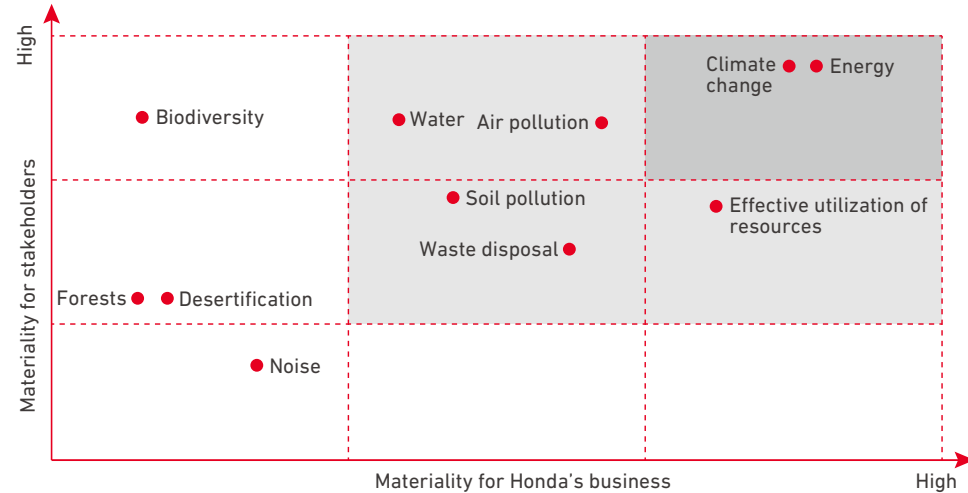 High
Materiality for stakeholders
Climate
change
Energy
Biodiversity
Water
Air pollution
Soil pollution
Effective utilization of
resources
Waste disposal
Forests
Desertification
Noise
Materiality for Honda's business
High